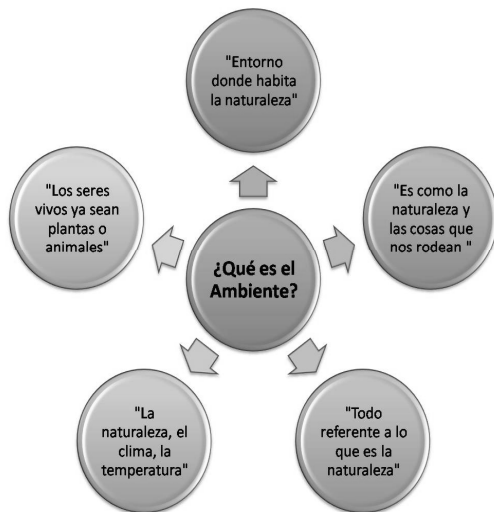 "Entorno
donde habita
la naturaleza"
"Los seres
vivos ya sean
plantas o
animales"
"Es como la
naturaleza y
las cosas que
nos rodean "
¿Qué es el
Ambiente?
"La
naturaleza, el
clima, la
temperatura"
"Todo
referente a lo
que es la
naturaleza"